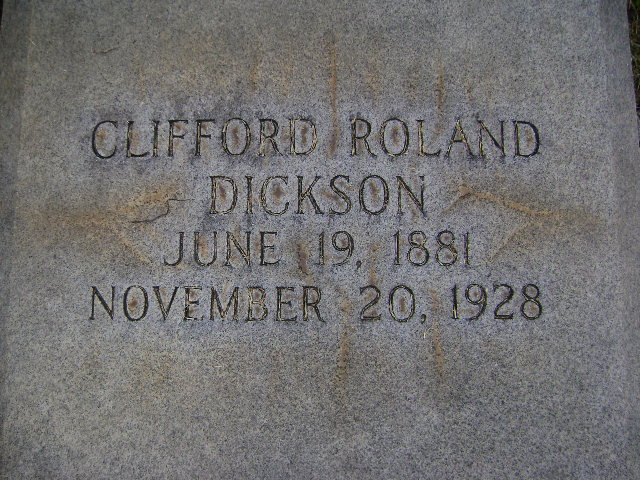 CLIFFORD ROLAND
DICKSON
JUNE 19, 1881
NOVEMBER 20, 1928